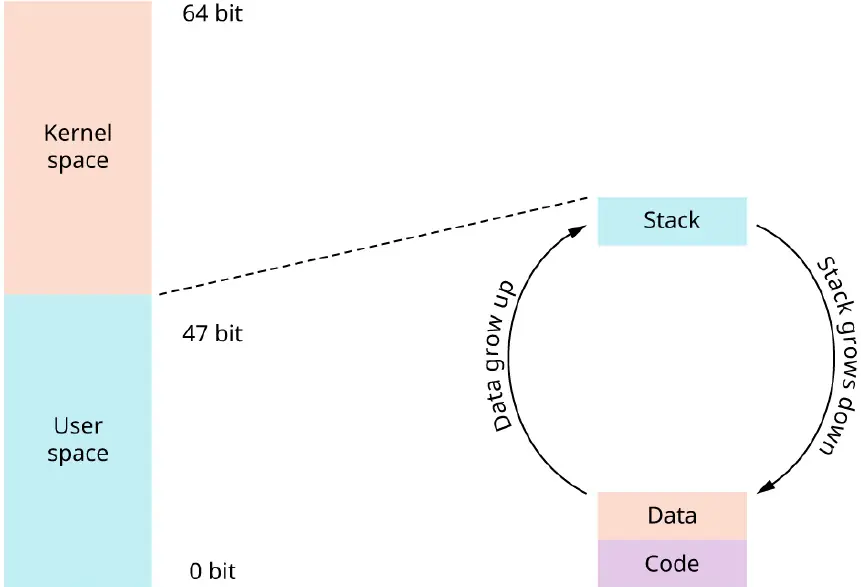 64 bit
Kernel
space
47 bit
User
space
0 bit
Stack
Data grow up
Stack grows down
Data
Code